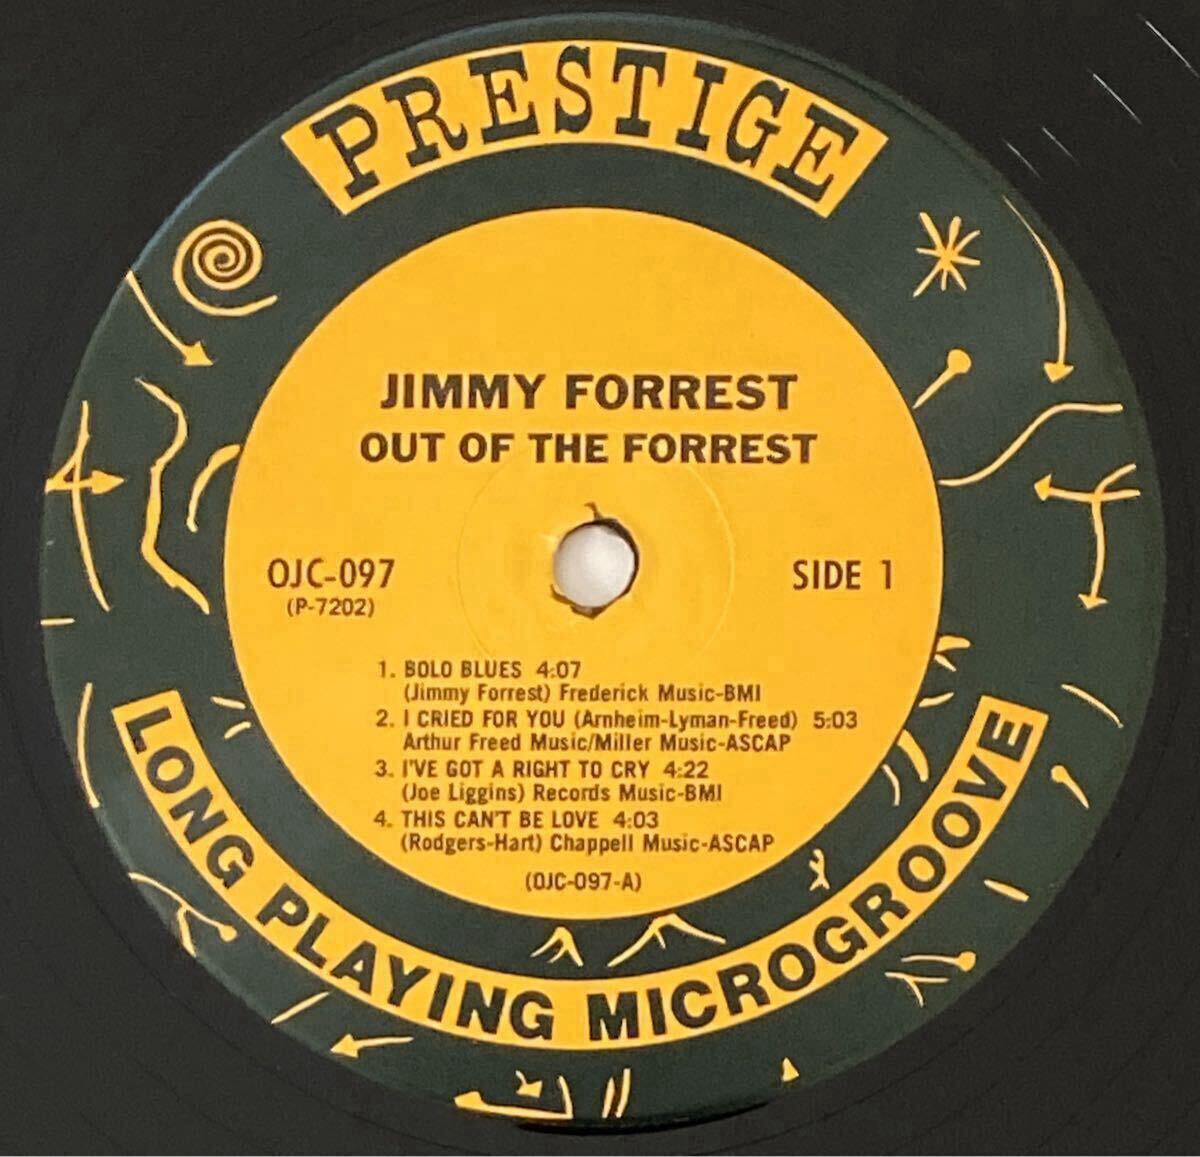 PRESTIGE
JIMMY FORREST
OUT OF THE FORREST
OJC-097
(P-7202)
SIDE 1
1. BOLO BLUES 4:07
(Jimmy Forrest) Frederick Music-BMI
2. I CRIED FOR YOU (Arnheim-Lyman-Freed) 5:03
Arthur Freed Music/Miller Music-ASCAP
3. I'VE GOT A RIGHT TO CRY 4:22
(Joe Liggins) Records Music-BMI
4. THIS CAN'T BE LOVE 4:03
(Rodgers-Hart) Chappell Music-ASCAP
(OJC-097-A)
LONG PLAYING MICROGROOVE